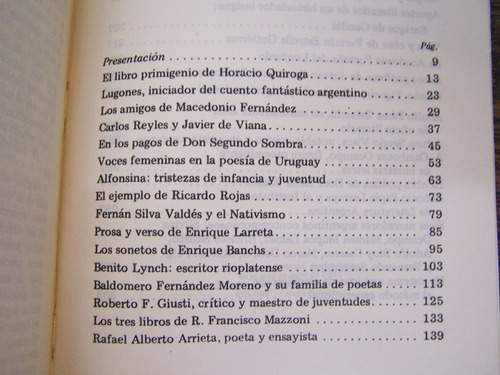 Pág.
Presentación ........ 9
El libro primigenio de Horacio Quiroga ........ 13
Lugones, iniciador del cuento fantástico argentino ........ 23
Los amigos de Macedonio Fernández ........ 29
Carlos Reyles y Javier de Viana ........ 37
En los pagos de Don Segundo Sombra ........ 45
Voces femeninas en la poesía de Uruguay ........ 53
Alfonsina: tristezas de infancia y juventud ........ 63
El ejemplo de Ricardo Rojas ........ 73
Fernán Silva Valdés y el Nativismo ........ 79
Prosa y verso de Enrique Larreta ........ 85
Los sonetos de Enrique Banchs ........ 95
Benito Lynch: escritor rioplatense ........ 103
Baldomero Fernández Moreno y su familia de poetas ........ 113
Roberto F. Giusti, crítico y maestro de juventudes ........ 125
Los tres libros de R. Francisco Mazzoni ........ 133
Rafael Alberto Arrieta, poeta y ensayista ........ 139